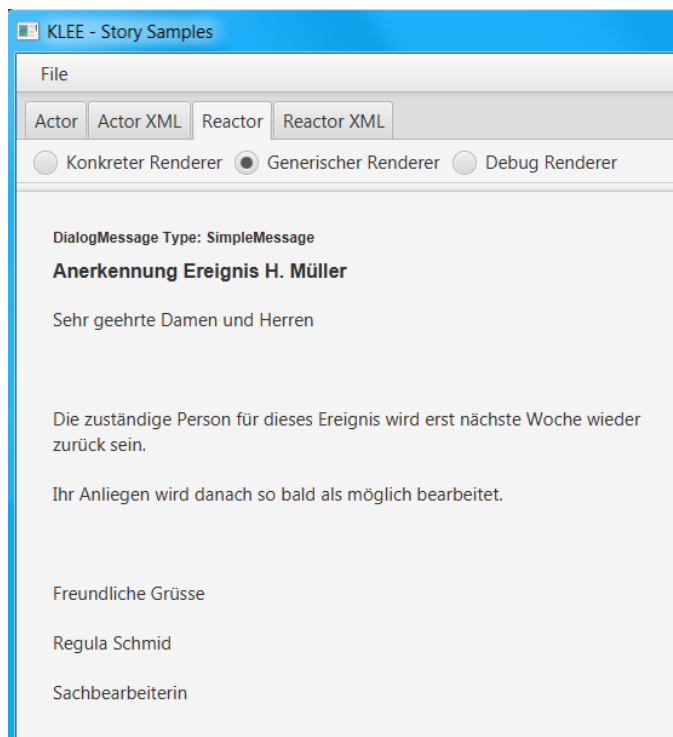 KLEE - Story Samples
File
Actor Actor XML Reactor Reactor XML
Konkreter Renderer Generischer Renderer Debug Renderer
DialogMessage Type: SimpleMessage
Anerkennung Ereignis H. Müller
Sehr geehrte Damen und Herren
Die zuständige Person für dieses Ereignis wird erst nächste Woche wieder
zurück sein.
Ihr Anliegen wird danach so bald als möglich bearbeitet.
Freundliche Grüsse
Regula Schmid
Sachbearbeiterin